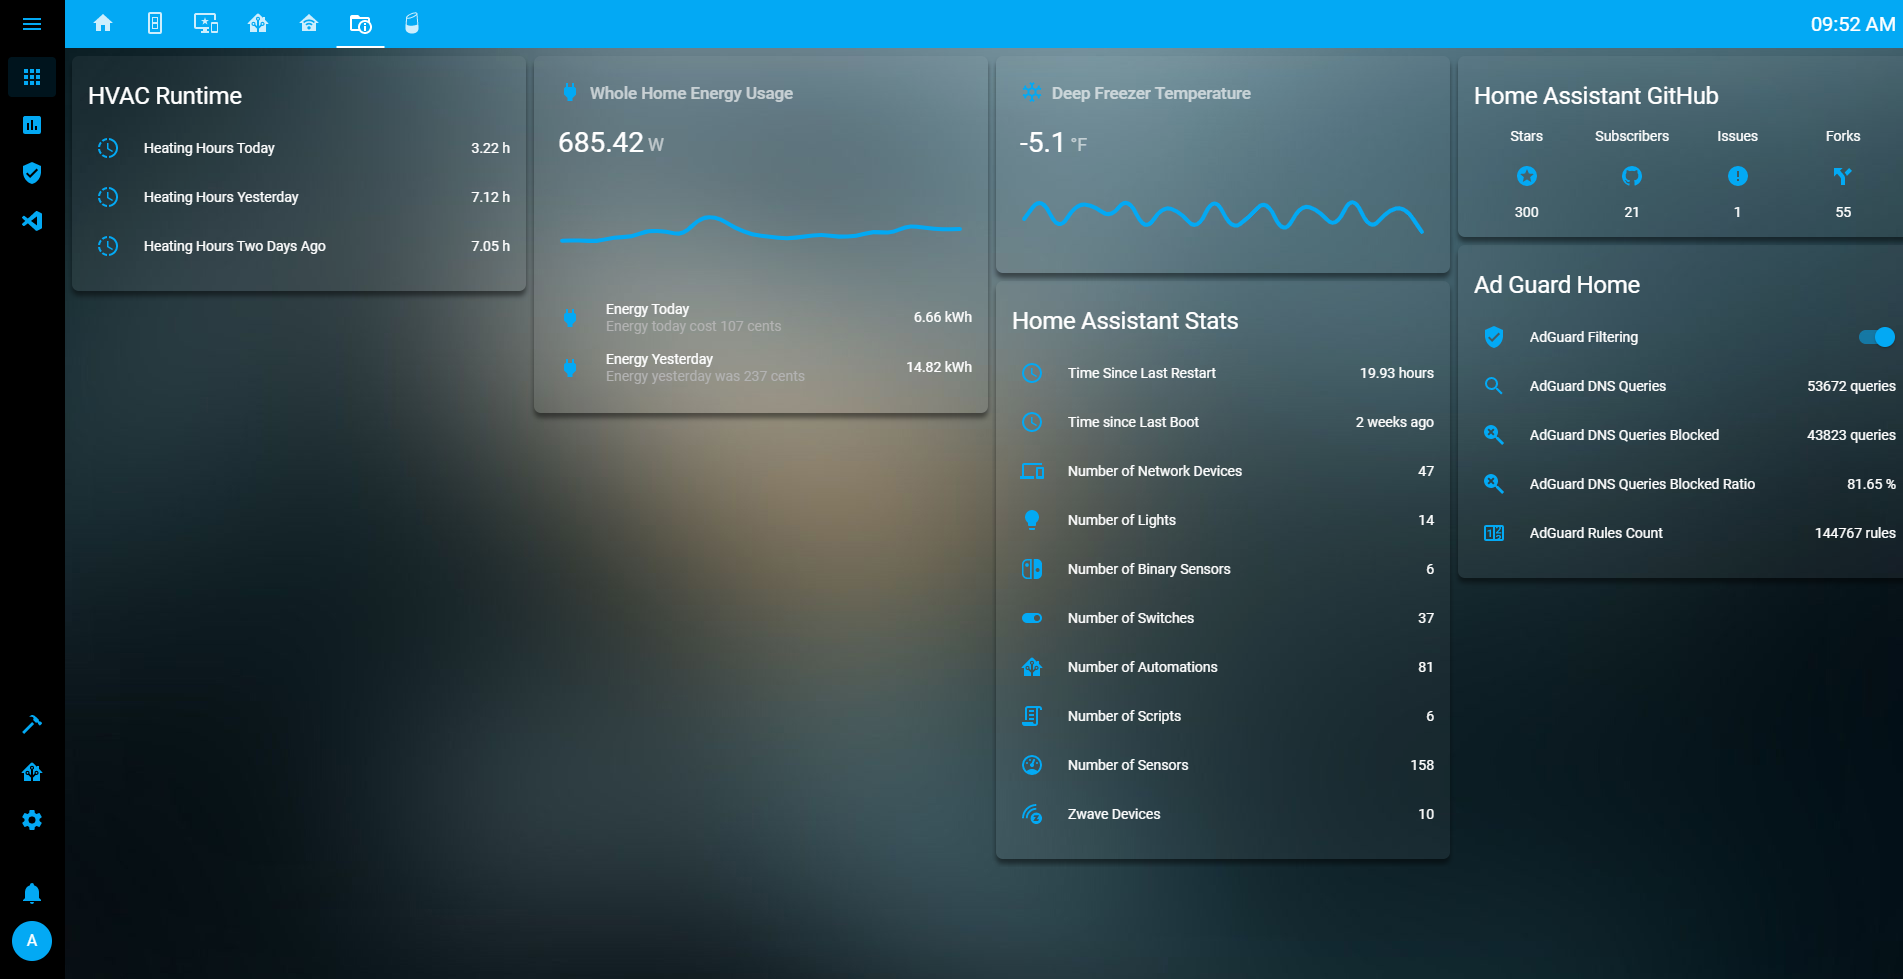 09:52 AM
HVAC Runtime
Heating Hours Today 3.22 h
Heating Hours Yesterday 7.12 h
Heating Hours Two Days Ago 7.05 h
Whole Home Energy Usage
685.42 W
Energy Today 6.66 kWh
Energy today cost 107 cents
Energy Yesterday 14.82 kWh
Energy yesterday was 237 cents
Deep Freezer Temperature
-5.1 °F
Home Assistant Stats
Time Since Last Restart 19.93 hours
Time since Last Boot 2 weeks ago
Number of Network Devices 47
Number of Lights 14
Number of Binary Sensors 6
Number of Switches 37
Number of Automations 81
Number of Scripts 6
Number of Sensors 158
Zwave Devices 10
Home Assistant GitHub
Stars Subscribers Issues Forks
300 21 1 55
Ad Guard Home
AdGuard Filtering
AdGuard DNS Queries 53672 queries
AdGuard DNS Queries Blocked 43823 queries
AdGuard DNS Queries Blocked Ratio 81.65 %
AdGuard Rules Count 144767 rules
A